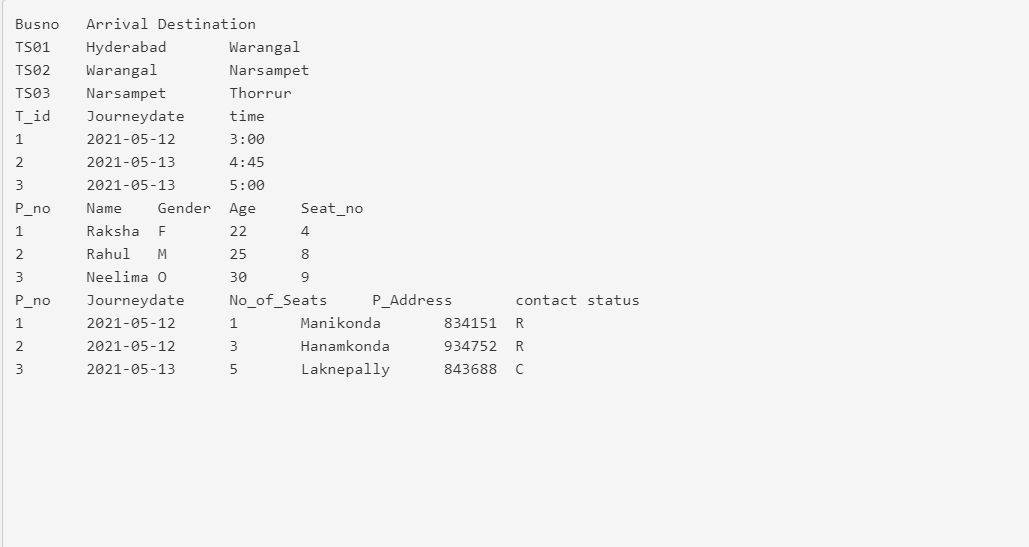 Busno Arrival Destination
TS01 Hyderabad Warangal
TS02 Warangal Narsampet
TS03 Narsampet Thorrur
T_id Journeydate time
1 2021-05-12 3:00
2 2021-05-13 4:45
3 2021-05-13 5:00
P_no Name Gender Age Seat_no
1 Raksha F 22 4
2 Rahul M 25 8
3 Neelima O 30 9
P_no Journeydate No_of_Seats P_Address contact status
1 2021-05-12 1 Manikonda 834151 R
2 2021-05-12 3 Hanamkonda 934752 R
3 2021-05-13 5 Laknepally 843688 C